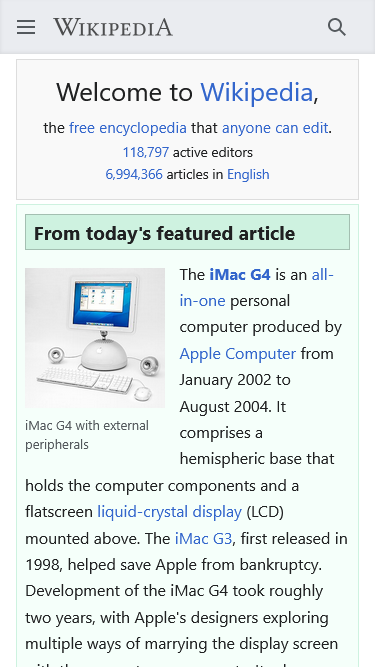 WIKIPEDIA
Welcome to Wikipedia,
the free encyclopedia that anyone can edit.
118,797 active editors
6,994,366 articles in English
From today's featured article
The iMac G4 is an all-
in-one personal
computer produced by
Apple Computer from
January 2002 to
August 2004. It
comprises a
hemispheric base that
iMac G4 with external
peripherals
holds the computer components and a
flatscreen liquid-crystal display (LCD)
mounted above. The iMac G3, first released in
1998, helped save Apple from bankruptcy.
Development of the iMac G4 took roughly
two years, with Apple's designers exploring
multiple ways of marrying the display screen